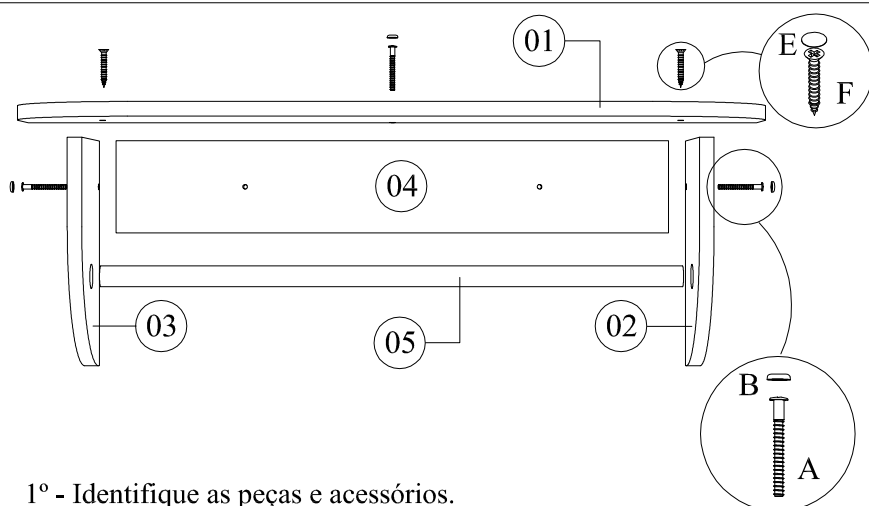 01
E
F
04
03
02
05
B
A
1º - Identifique as peças e acessórios.